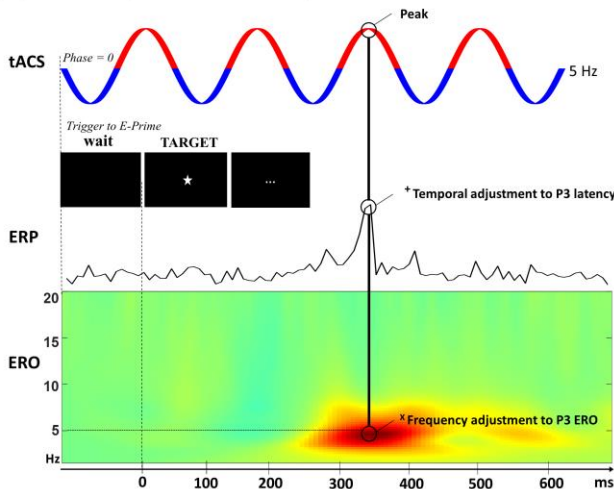 Peak
Phase = 0
tACS
5 Hz
Trigger to E-Prime
wait TARGET
...
+ Temporal adjustment to P3 latency
ERP
20
15
ERO
10
x Frequency adjustment to P3 ERO
5
Hz
0 100 200 300 400 500 600 ms